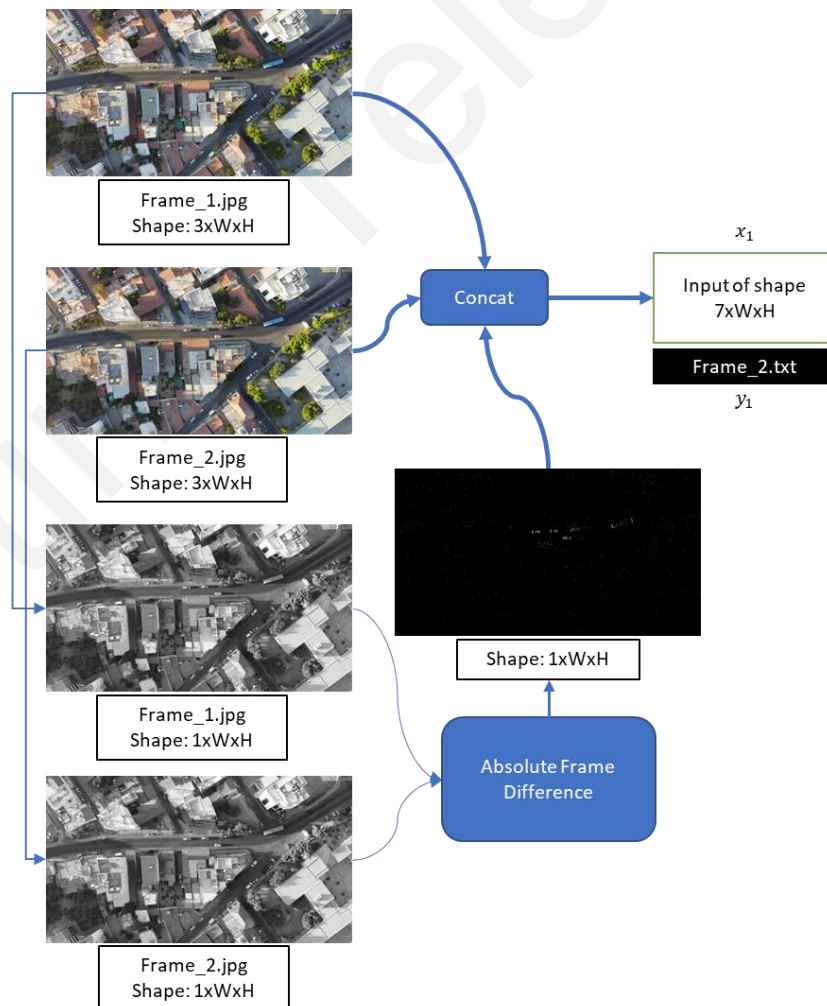 Frame_1.jpg
Shape: 3xWxH
Frame_2.jpg
Shape: 3xWxH
Frame_1.jpg
Shape: 1xWxH
Frame_2.jpg
Shape: 1xWxH
Concat
x₁
Input of shape
7xWxH
Frame_2.txt
y₁
Shape: 1xWxH
Absolute Frame
Difference